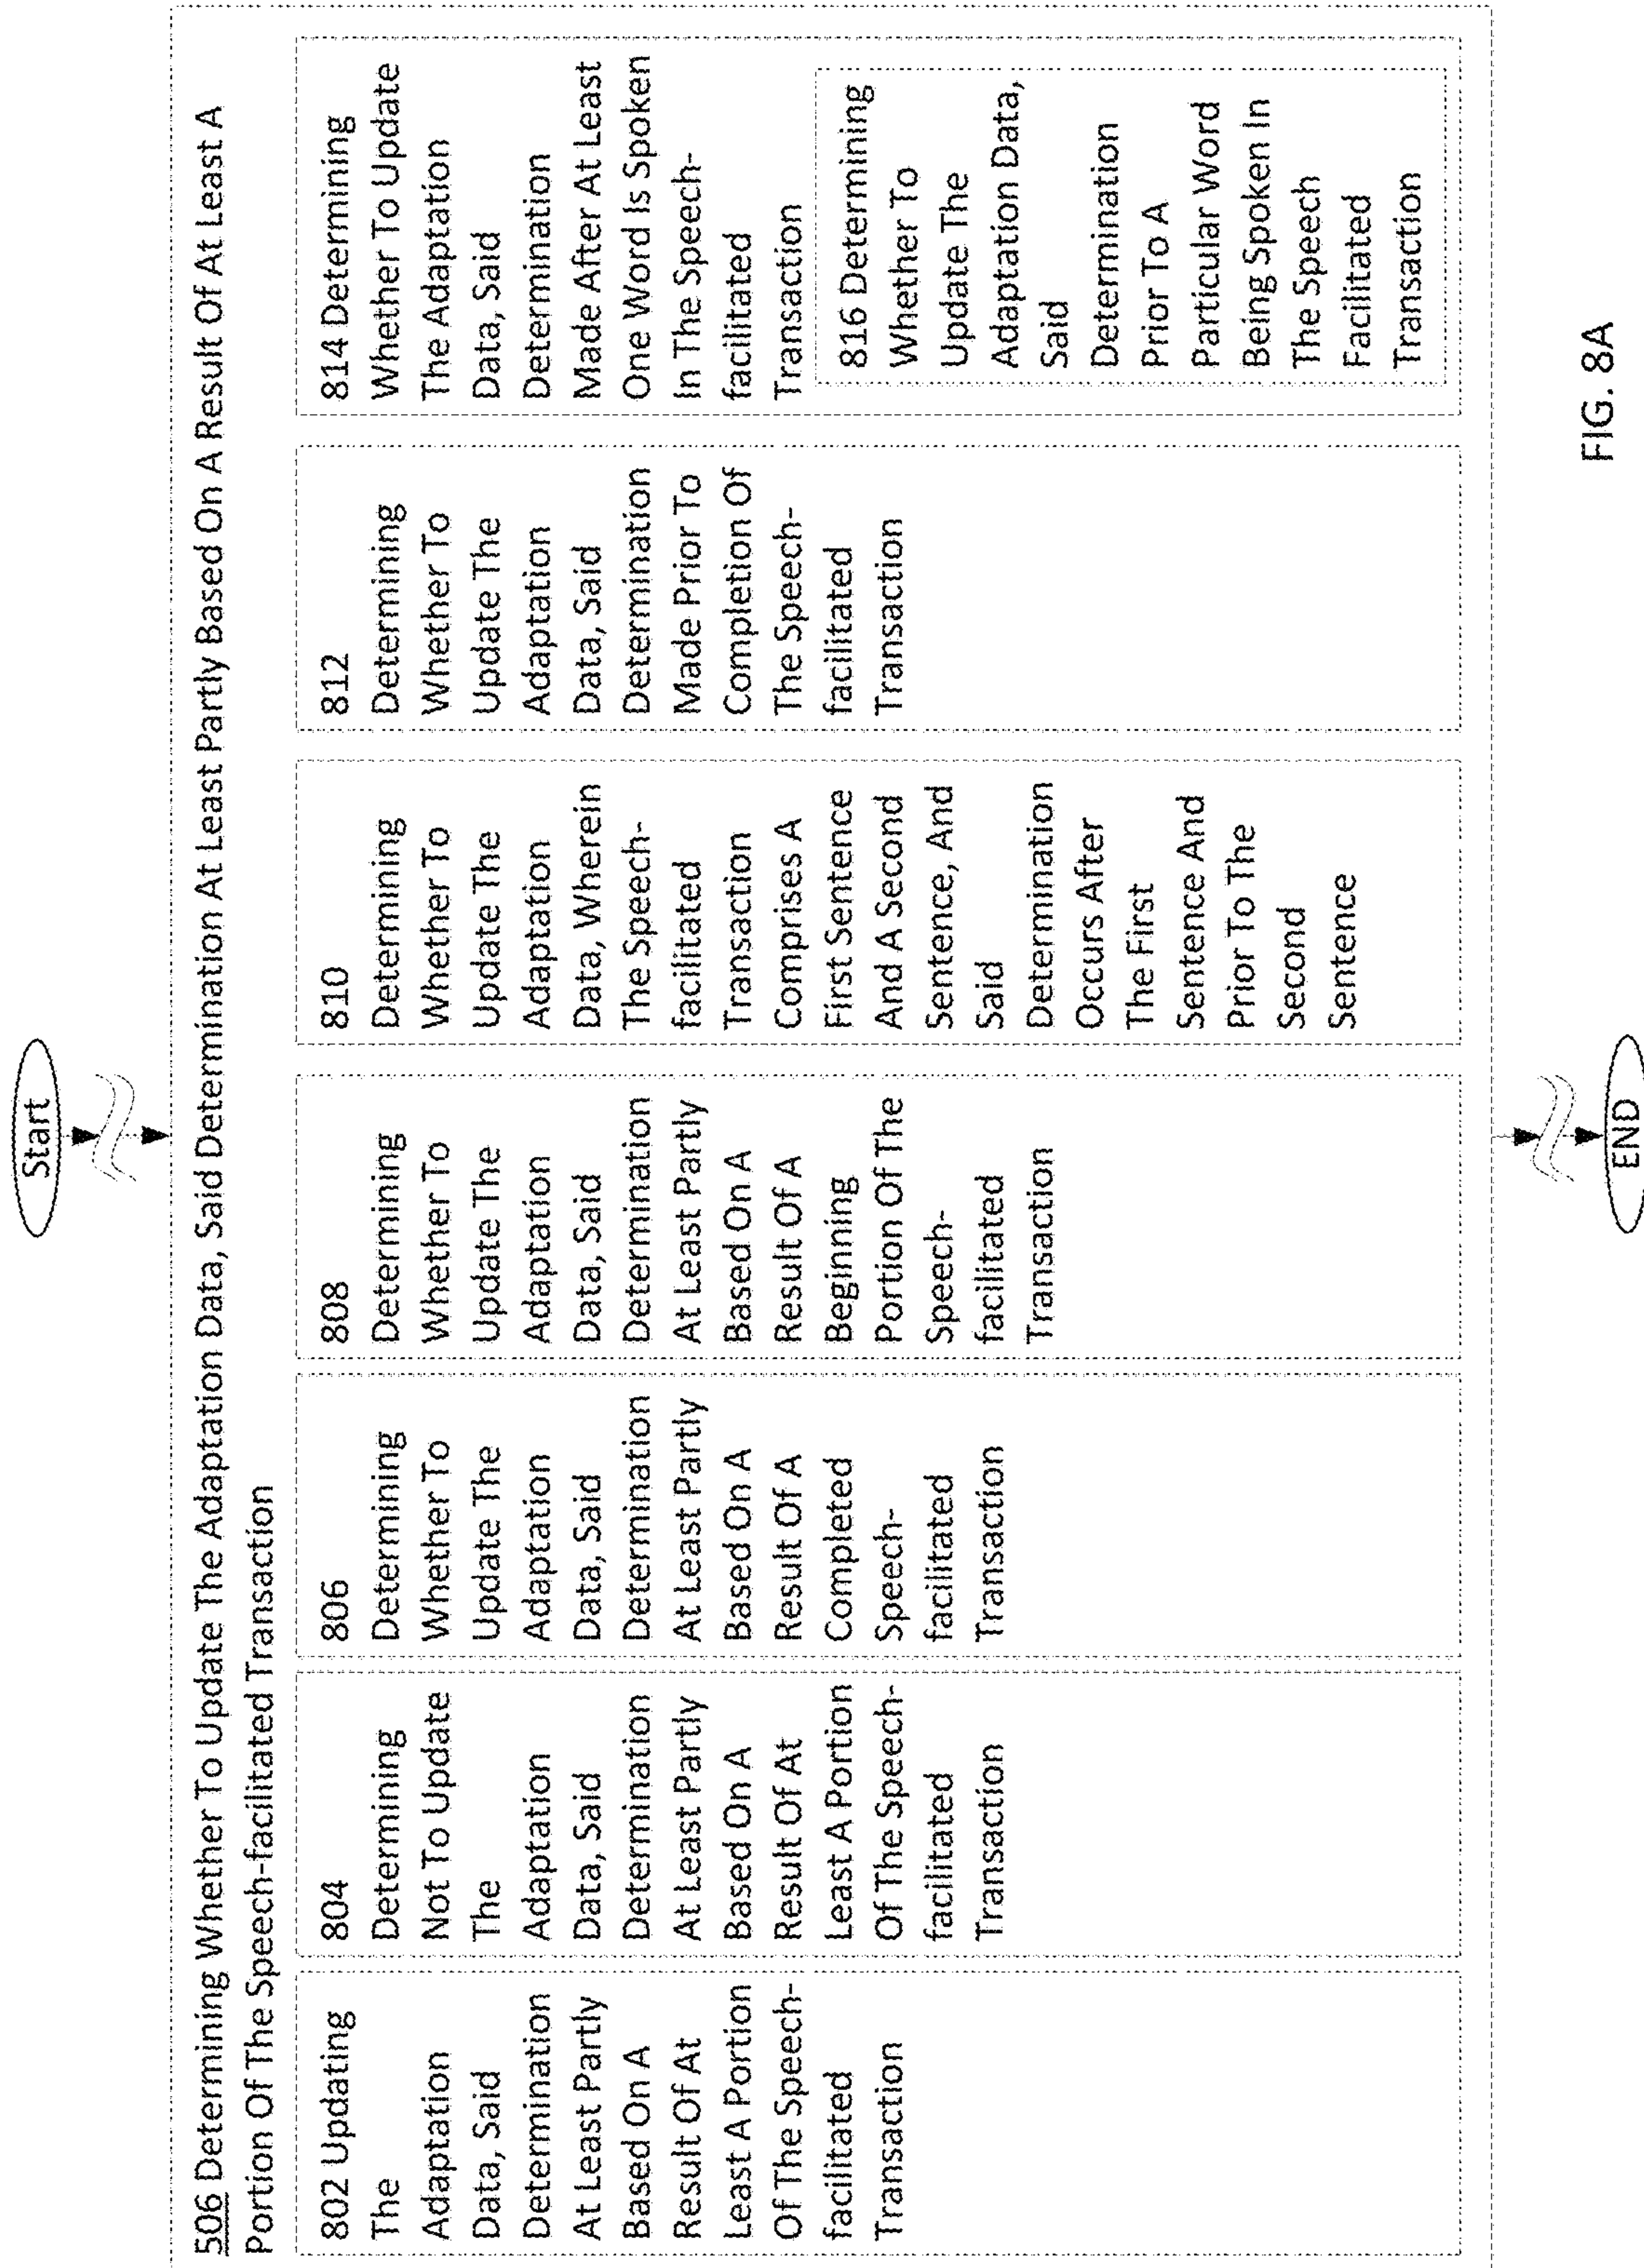 Start
506 Determining Whether To Update The Adaptation Data, Said Determination At Least Partly Based On A Result Of At Least A
Portion Of The Speech-facilitated Transaction
802 Updating
The
Adaptation
Data, Said
Determination
At Least Partly
Based On A
Result Of At
Least A Portion
Of The Speech-
facilitated
Transaction
804
Determining
Not To Update
The
Adaptation
Data, Said
Determination
At Least Partly
Based On A
Result Of At
Least A Portion
Of The Speech-
facilitated
Transaction
806
Determining
Whether To
Update The
Adaptation
Data, Said
Determination
At Least Partly
Based On A
Result Of A
Completed
Speech-
facilitated
Transaction
808
Determining
Whether To
Update The
Adaptation
Data, Said
Determination
At Least Partly
Based On A
Result Of A
Beginning
Portion Of The
Speech-
facilitated
Transaction
810
Determining
Whether To
Update The
Adaptation
Data, Wherein
The Speech-
facilitated
Transaction
Comprises A
First Sentence
And A Second
Sentence, And
Said
Determination
Occurs After
The First
Sentence And
Prior To The
Second
Sentence
812
Determining
Whether To
Update The
Adaptation
Data, Said
Determination
Made Prior To
Completion Of
The Speech-
facilitated
Transaction
814 Determining
Whether To Update
The Adaptation
Data, Said
Determination
Made After At Least
One Word Is Spoken
In The Speech-
facilitated
Transaction
816 Determining
Whether To
Update The
Adaptation Data,
Said
Determination
Prior To A
Particular Word
Being Spoken In
The Speech
Facilitated
Transaction
END
FIG. 8A